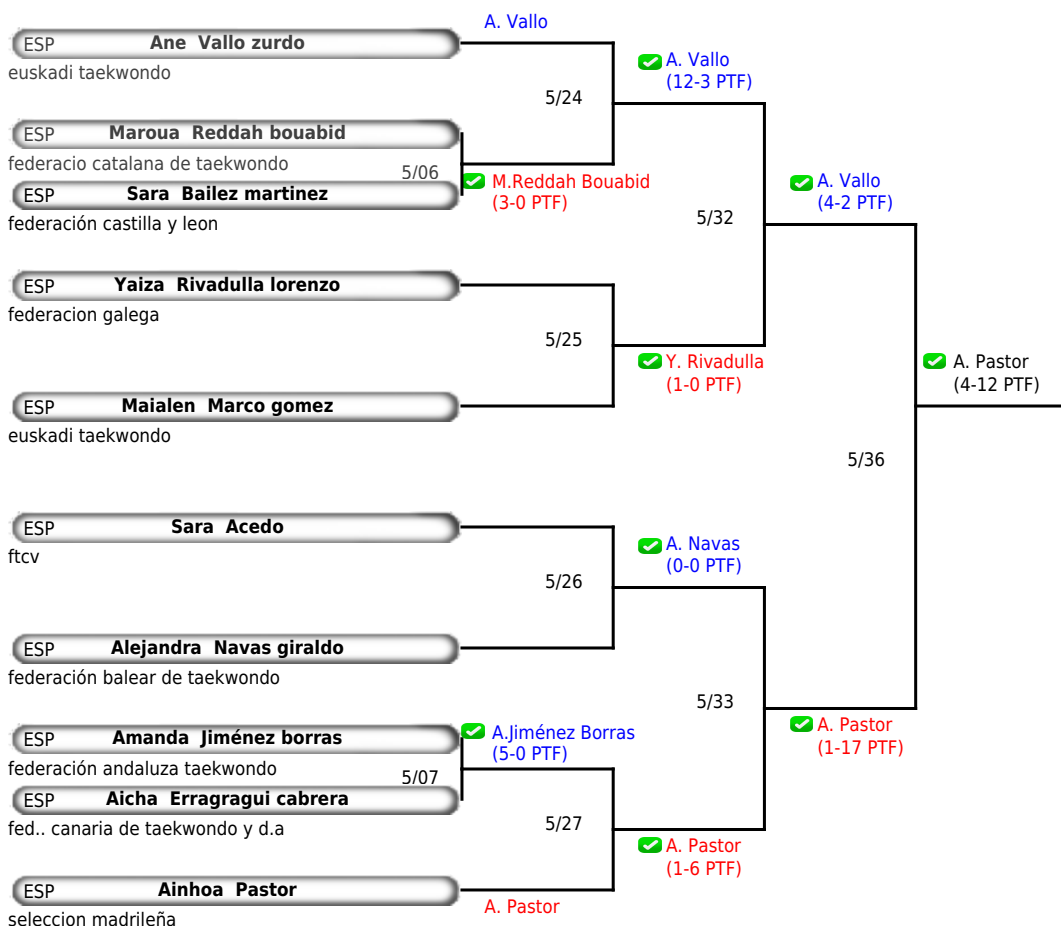 A. Vallo
ESP Ane Vallo zurdo
euskadi taekwondo
A. Vallo
(12-3 PTF)
5/24
ESP Maroua Reddah bouabid
federacio catalana de taekwondo
5/06
M.Reddah Bouabid
(3-0 PTF)
ESP Sara Bailez martinez
federación castilla y leon
A. Vallo
(4-2 PTF)
5/32
ESP Yaiza Rivadulla lorenzo
federacion galega
5/25
Y. Rivadulla
(1-0 PTF)
A. Pastor
(4-12 PTF)
ESP Maialen Marco gomez
euskadi taekwondo
5/36
ESP Sara Acedo
ftcv
A. Navas
(0-0 PTF)
5/26
ESP Alejandra Navas giraldo
federación balear de taekwondo
5/33
A. Pastor
(1-17 PTF)
ESP Amanda Jiménez borras
federación andaluza taekwondo
A.Jiménez Borras
(5-0 PTF)
5/07
ESP Aicha Erragragui cabrera
fed.. canaria de taekwondo y d.a
5/27
A. Pastor
(1-6 PTF)
ESP Ainhoa Pastor
seleccion madrileña
A. Pastor